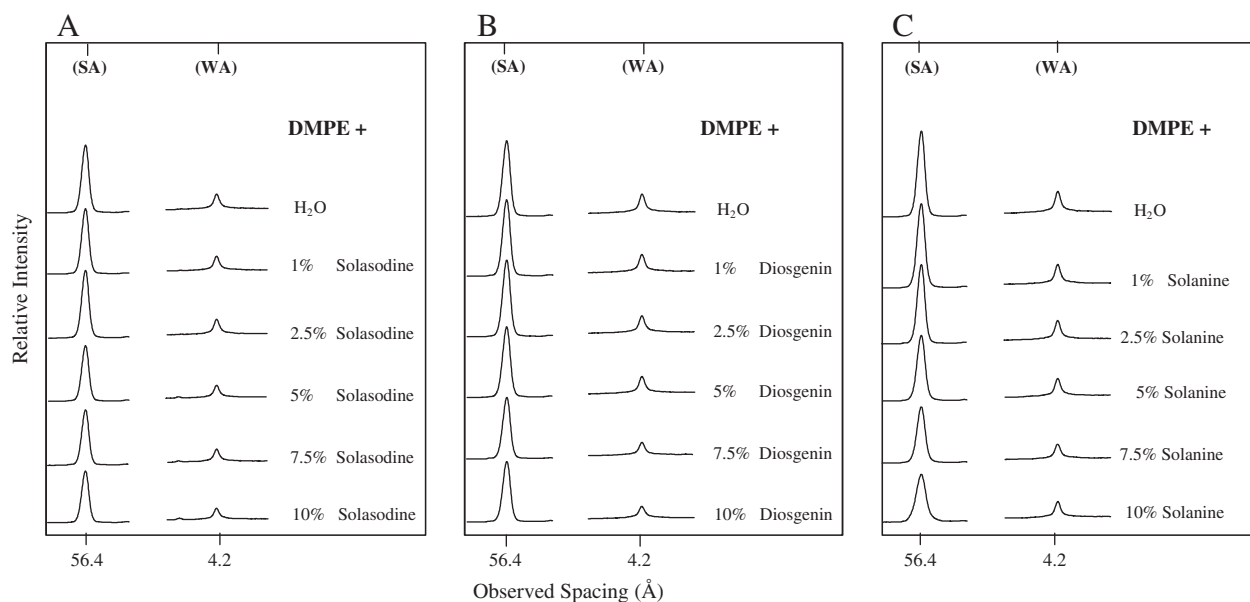 A
(SA) (WA)
DMPE +
H₂O
1% Solasodine
2.5% Solasodine
5% Solasodine
7.5% Solasodine
10% Solasodine
56.4 4.2
B
(SA) (WA)
DMPE +
H₂O
1% Diosgenin
2.5% Diosgenin
5% Diosgenin
7.5% Diosgenin
10% Diosgenin
56.4 4.2
C
(SA) (WA)
DMPE +
H₂O
1% Solanine
2.5% Solanine
5% Solanine
7.5% Solanine
10% Solanine
56.4 4.2
Relative Intensity
Observed Spacing (Å)